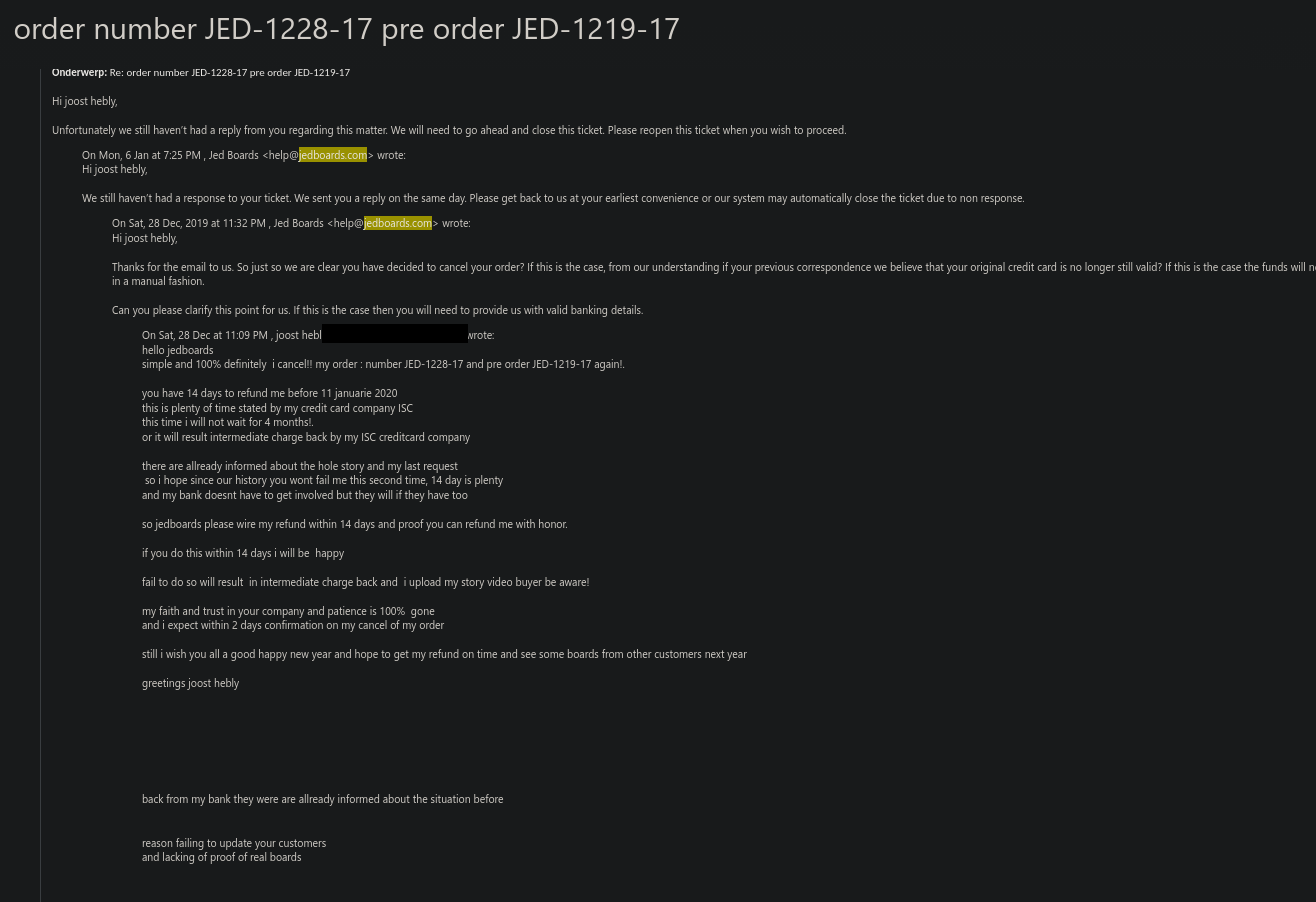 order number JED-1228-17 pre order JED-1219-17
Onderwerp: Re: order number JED-1228-17 pre order JED-1219-17
Hi joost hebly,
Unfortunately we still haven't had a reply from you regarding this matter. We will need to go ahead and close this ticket. Please reopen this ticket when you wish to proceed.
On Mon, 6 Jan at 7:25 PM , Jed Boards <help@jedboards.com> wrote:
Hi joost hebly,
We still haven't had a response to your ticket. We sent you a reply on the same day. Please get back to us at your earliest convenience or our system may automatically close the ticket due to non response.
On Sat, 28 Dec, 2019 at 11:32 PM , Jed Boards <help@jedboards.com> wrote:
Hi joost hebly,
Thanks for the email to us. So just so we are clear you have decided to cancel your order? If this is the case, from our understanding if your previous correspondence we believe that your original credit card is no longer still valid? If this is the case the funds will
in a manual fashion.
Can you please clarify this point for us. If this is the case then you will need to provide us with valid banking details.
On Sat, 28 Dec at 11:09 PM , joost hebl wrote:
hello jedboards
simple and 100% definitely i cancel!! my order : number JED-1228-17 and pre order JED-1219-17 again!.
you have 14 days to refund me before 11 januarie 2020
this is plenty of time stated by my credit card company ISC
this time i will not wait for 4 months!.
or it will result intermediate charge back by my ISC creditcard company
there are allready informed about the hole story and my last request
so i hope since our history you wont fail me this second time, 14 day is plenty
and my bank doesnt have to get involved but they will if they have too
so jedboards please wire my refund within 14 days and proof you can refund me with honor.
if you do this within 14 days i will be happy
fail to do so will result in intermediate charge back and i upload my story video buyer be aware!
my faith and trust in your company and patience is 100% gone
and i expect within 2 days confirmation on my cancel of my order
still i wish you all a good happy new year and hope to get my refund on time and see some boards from other customers next year
greetings joost hebly
back from my bank they were are allready informed about the situation before
reason failing to update your customers
and lacking of proof of real boards